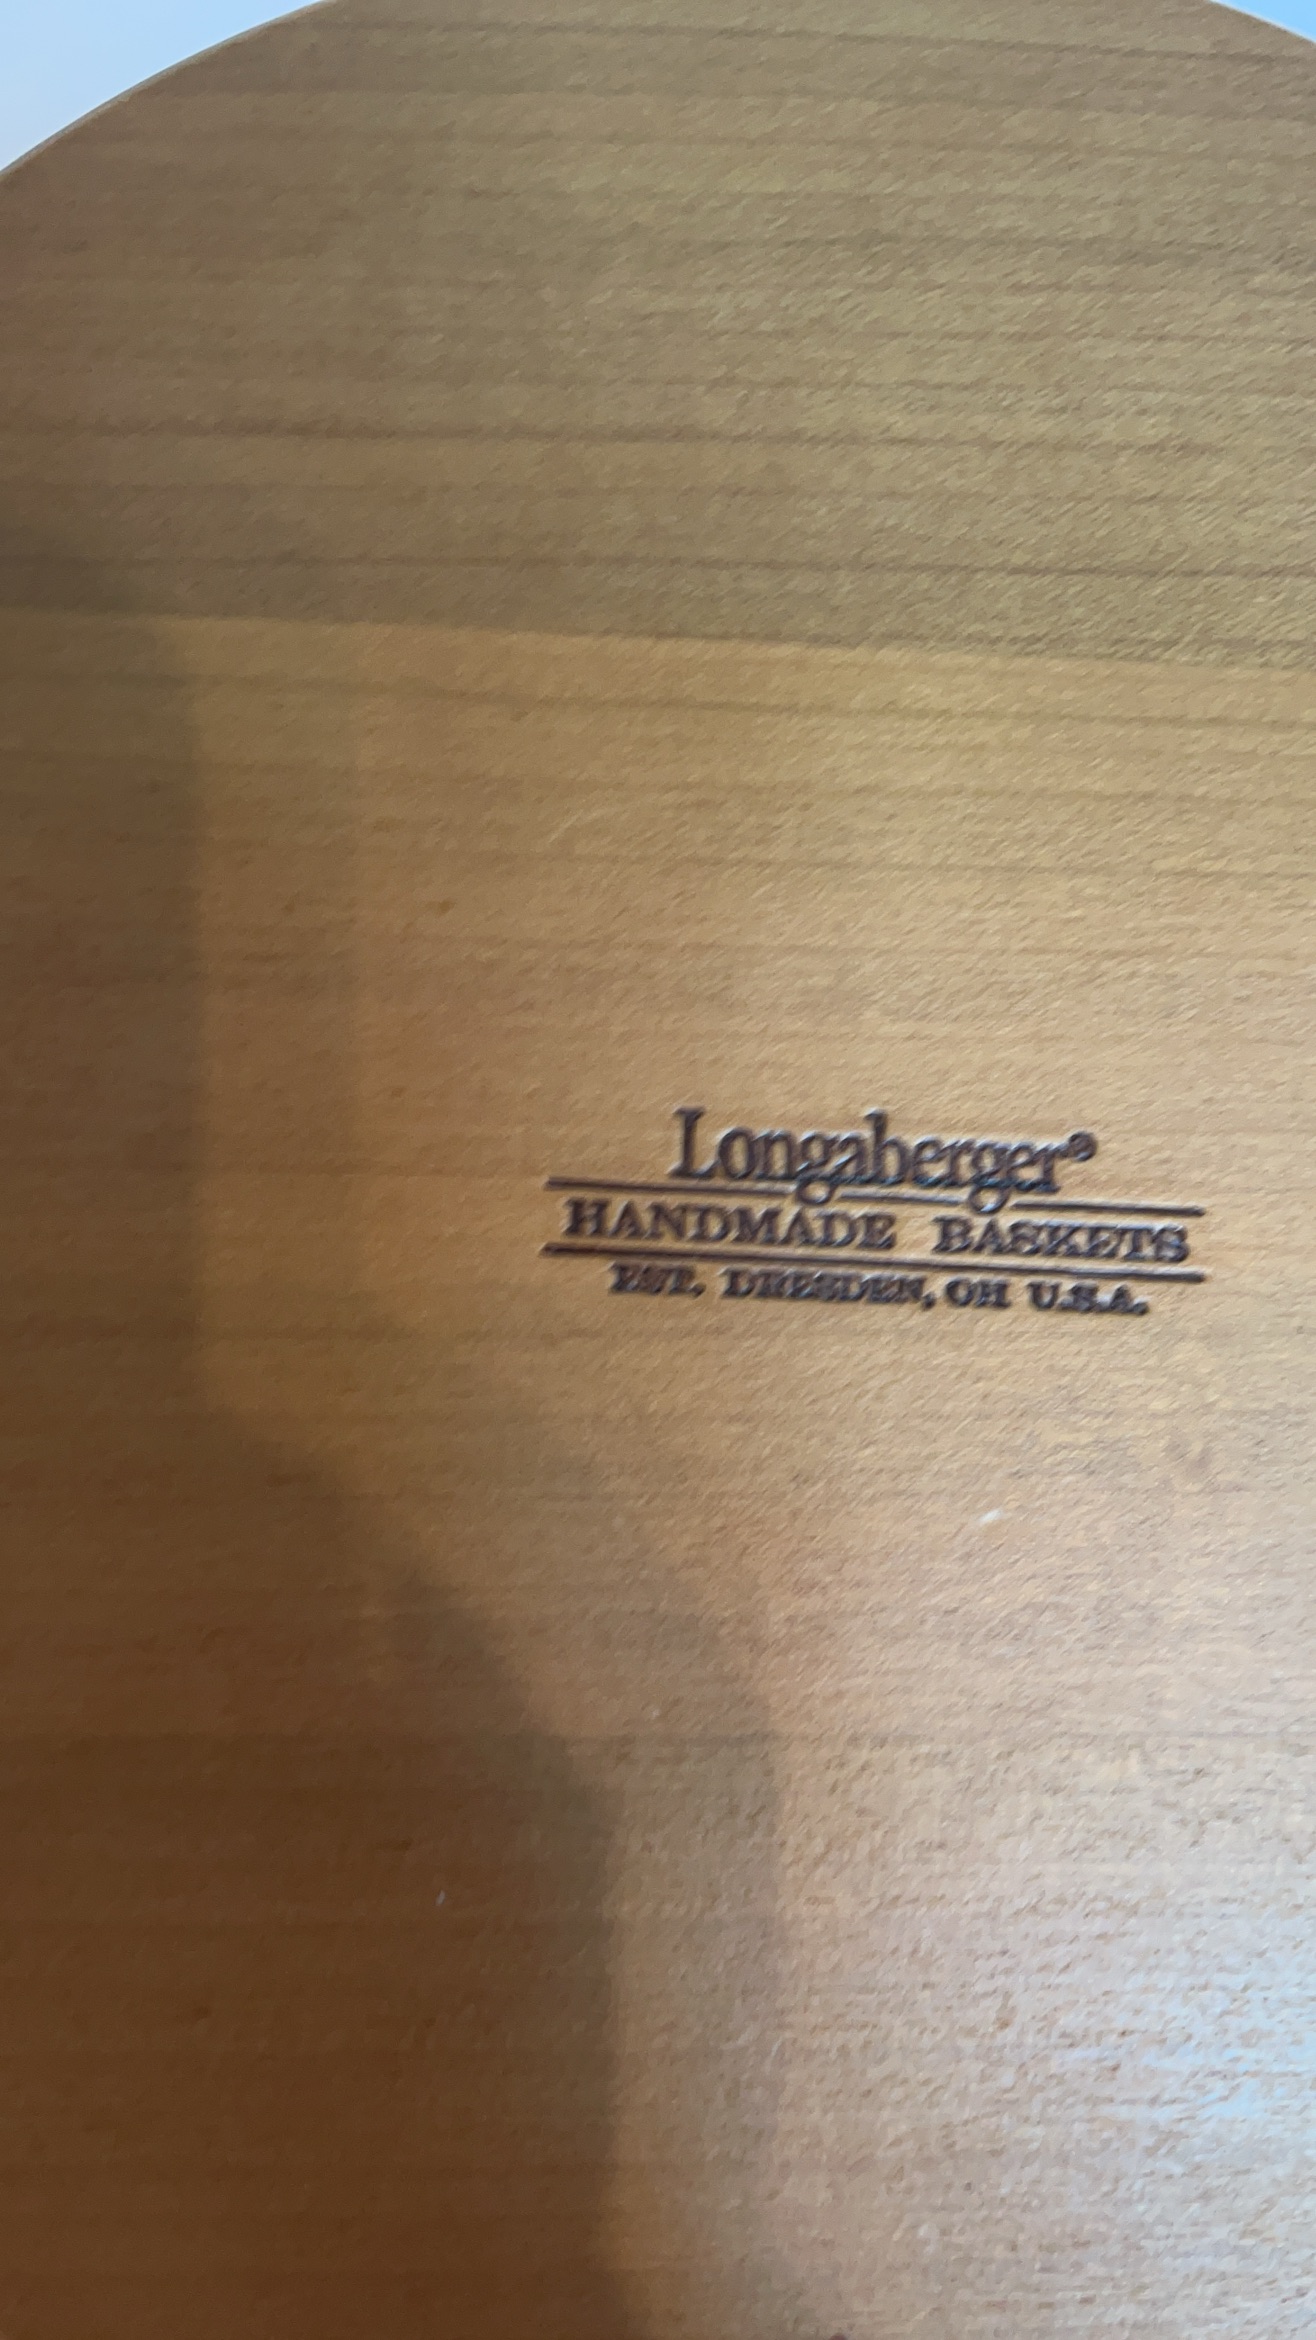 Longaberger®
HANDMADE BASKETS
EST. DRESDEN, OH U.S.A.